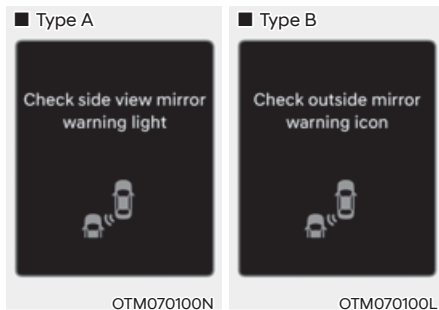 ■ Type A
Check side view mirror
warning light
OTM070100N
■ Type B
Check outside mirror
warning icon
OTM070100L